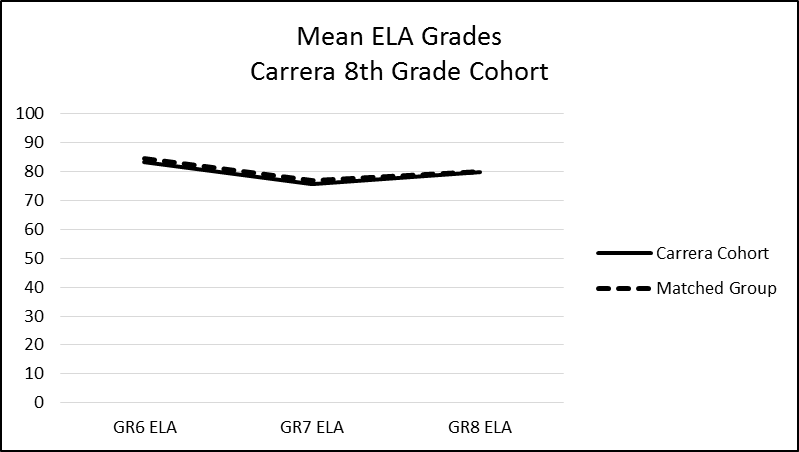 Mean ELA Grades
Carrera 8th Grade Cohort
100
90
80
70
60
50
40
30
20
10
0
GR6 ELA GR7 ELA GR8 ELA
Carrera Cohort
Matched Group